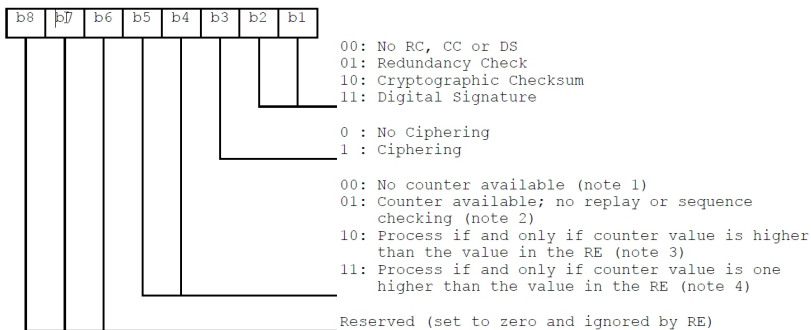 b8 b7 b6 b5 b4 b3 b2 b1
00: No RC, CC or DS
01: Redundancy Check
10: Cryptographic Checksum
11: Digital Signature
0 : No Ciphering
1 : Ciphering
00: No counter available (note 1)
01: Counter available; no replay or sequence
checking (note 2)
10: Process if and only if counter value is higher
than the value in the RE (note 3)
11: Process if and only if counter value is one
higher than the value in the RE (note 4)
Reserved (set to zero and ignored by RE)